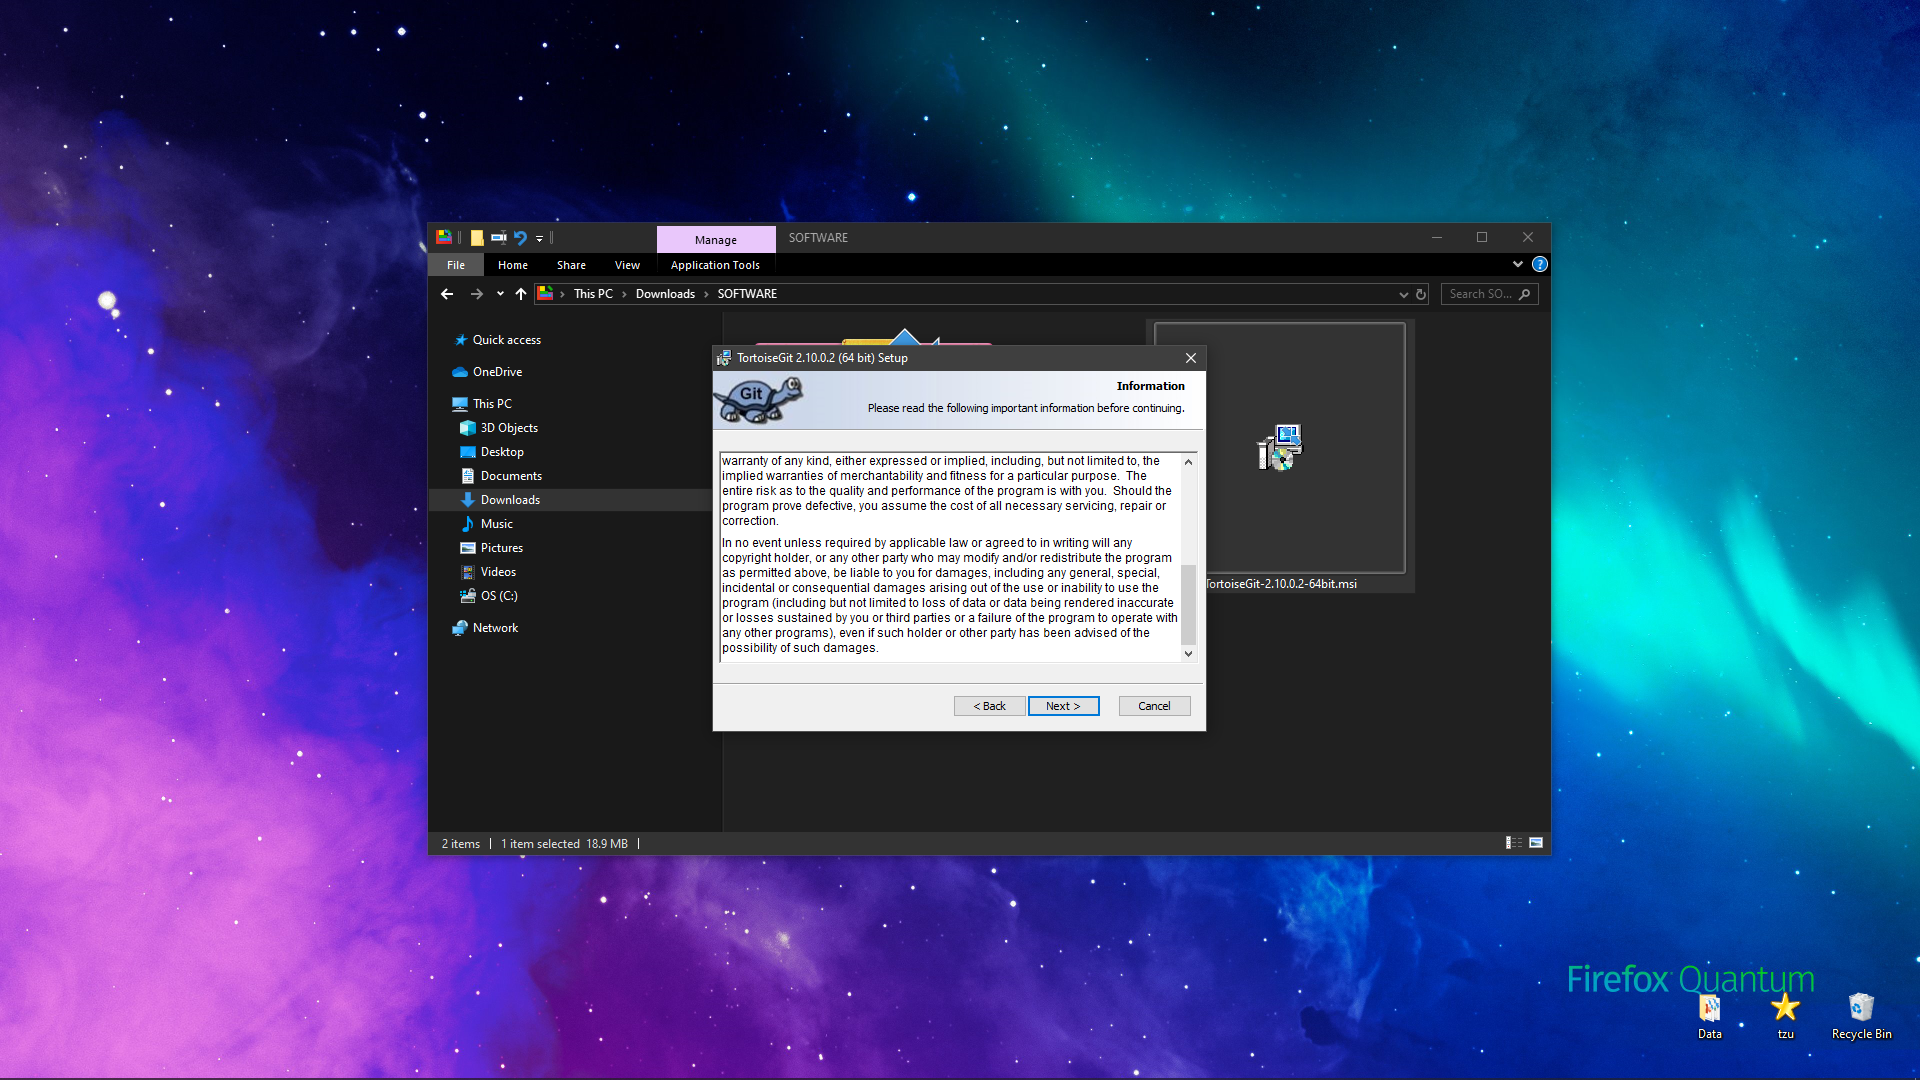 Manage
SOFTWARE
File
Home
Share
View
Application Tools
This PC
Downloads
SOFTWARE
Search SO...
Quick access
OneDrive
This PC
3D Objects
Desktop
Documents
Downloads
Music
Pictures
Videos
OS (C:)
Network
TortoiseGit 2.10.0.2 (64 bit) Setup
Git
Information
Please read the following important information before continuing.
warranty of any kind, either expressed or implied, including, but not limited to, the
implied warranties of merchantability and fitness for a particular purpose. The
entire risk as to the quality and performance of the program is with you. Should the
program prove defective, you assume the cost of all necessary servicing, repair or
correction.
In no event unless required by applicable law or agreed to in writing will any
copyright holder, or any other party who may modify and/or redistribute the program
as permitted above, be liable to you for damages, including any general, special,
incidental or consequential damages arising out of the use or inability to use the
program (including but not limited to loss of data or data being rendered inaccurate
or losses sustained by you or third parties or a failure of the program to operate with
any other programs), even if such holder or other party has been advised of the
possibility of such damages.
< Back
Next >
Cancel
TortoiseGit-2.10.0.2-64bit.msi
2 items
1 item selected 18.9 MB
Firefox Quantum
Data
tzu
Recycle Bin